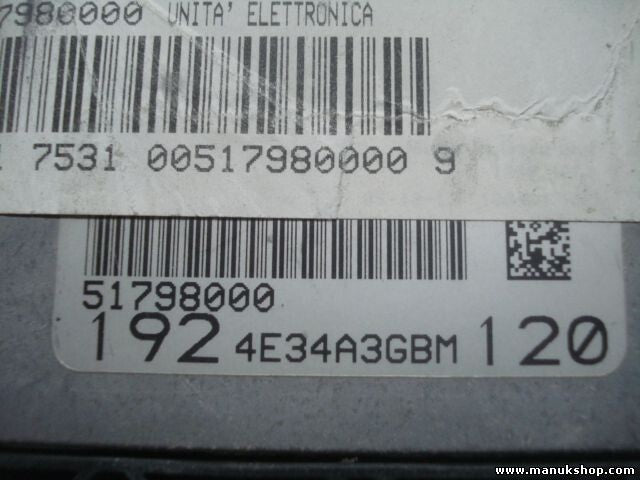 7980000 UNITA' ELETTRONICA
7531 00517980000 9
51798000
192 4E34A3GBM 120
www.manukshop.com